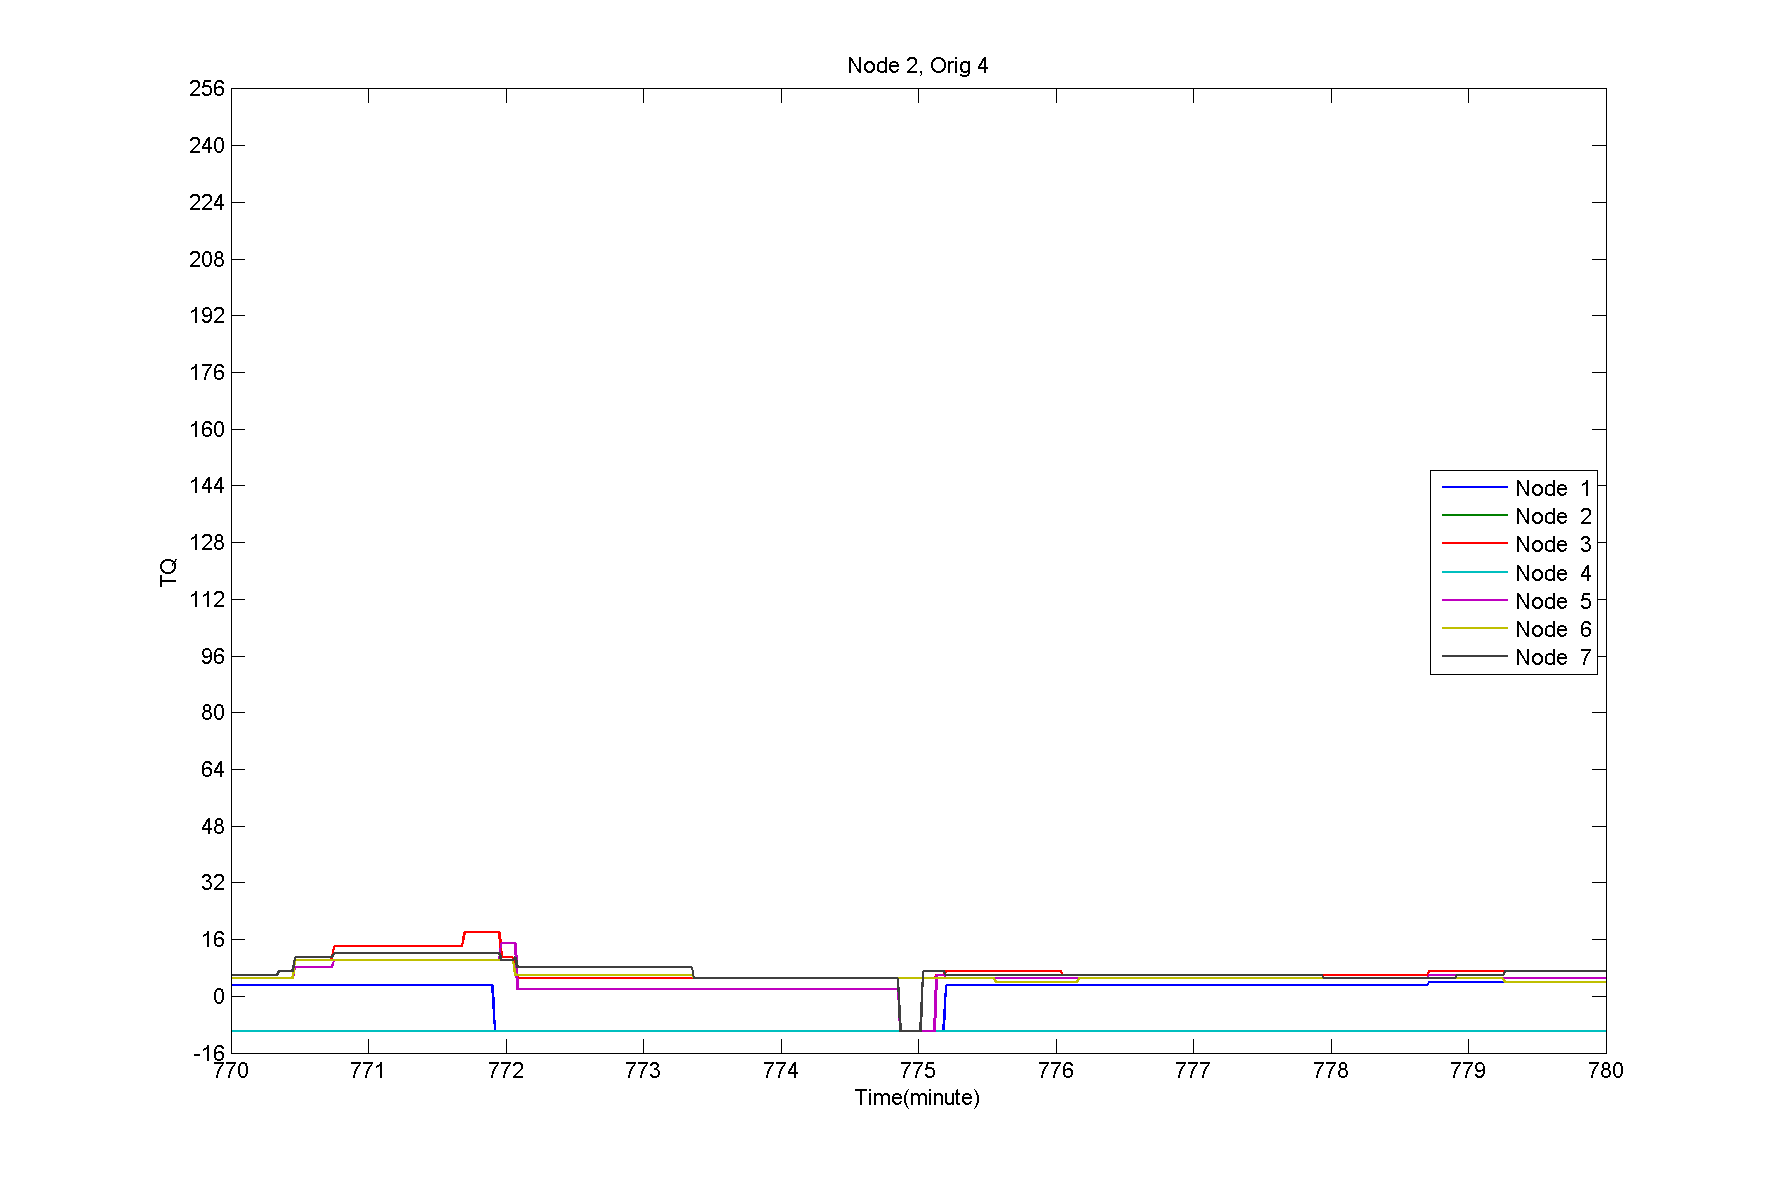 Node 2, Orig 4
256
240
224
208
192
176
160
144
128
112
96
80
64
48
32
16
0
-16
TQ
Node 1
Node 2
Node 3
Node 4
Node 5
Node 6
Node 7
770 771 772 773 774 775 776 777 778 779 780
Time(minute)